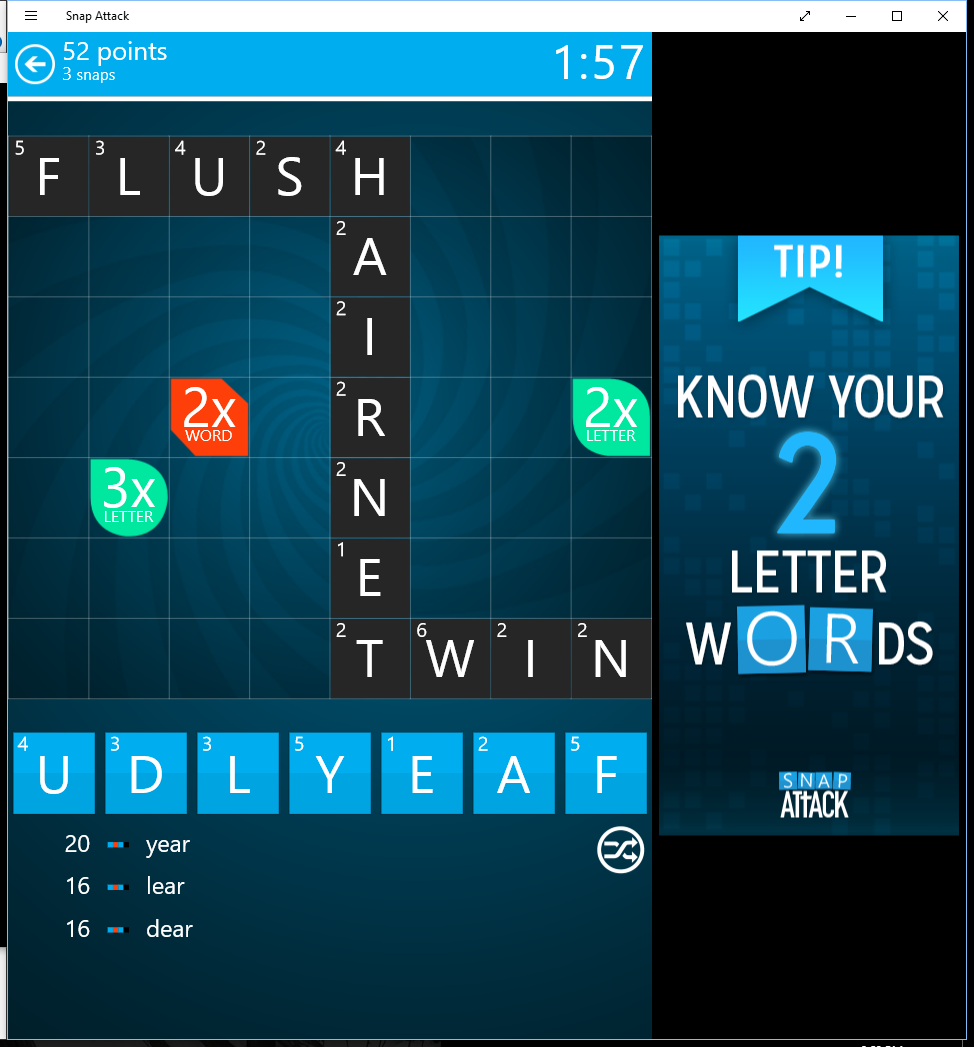 Snap Attack
52 points
3 snaps
1:57
5 F 3 L 4 U 2 S 4 H
2 A
2 I
2x WORD
2 R
2x LETTER
3x LETTER
2 N
1 E
2 T 6 W 2 I 2 N
4 U 3 D 3 L 5 Y 1 E 2 A 5 F
20 year
16 lear
16 dear
TIP!
KNOW YOUR
2
LETTER
WORDS
SNAP
ATTACK